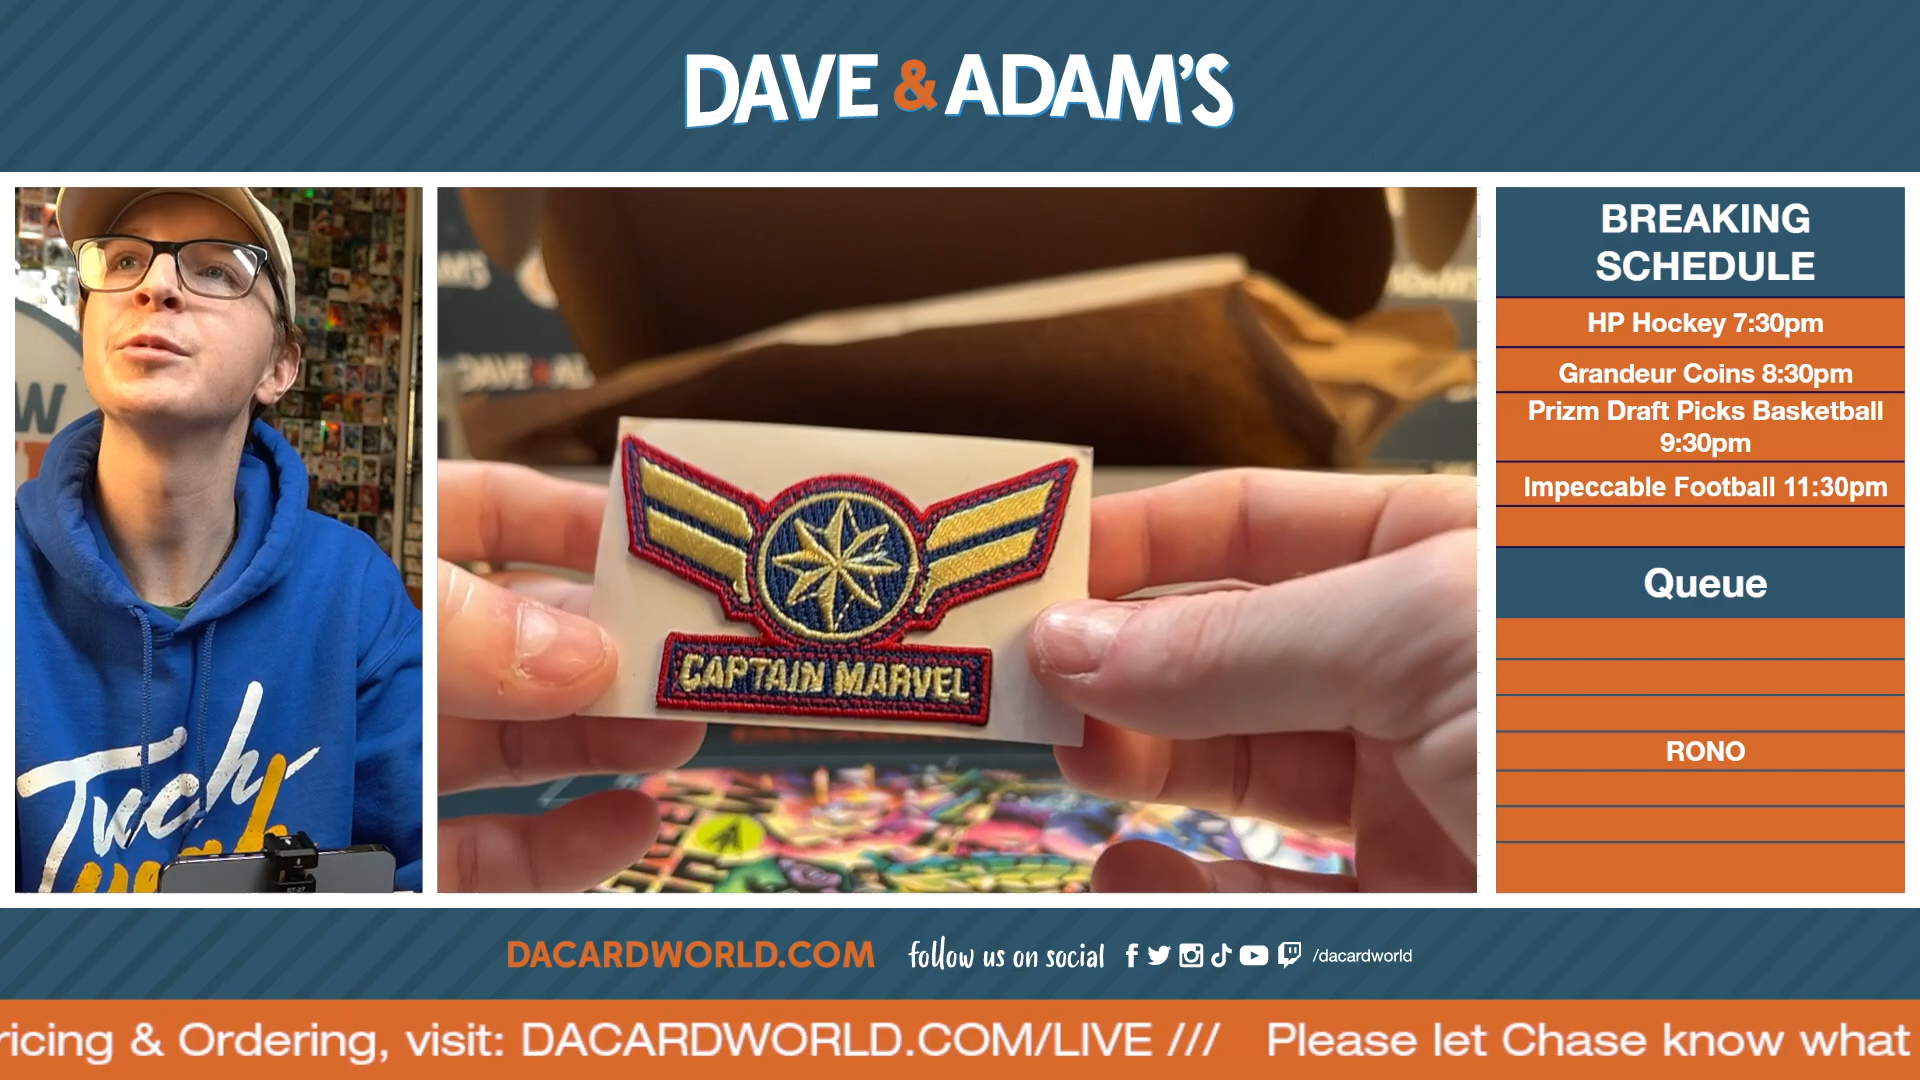 DAVE & ADAM'S
BREAKING
SCHEDULE
HP Hockey 7:30pm
Grandeur Coins 8:30pm
Prizm Draft Picks Basketball
9:30pm
Impeccable Football 11:30pm
Queue
RONO
CAPTAIN MARVEL
Tuch
DACARDWORLD.COM follow us on social /dacardworld
ricing & Ordering, visit: DACARDWORLD.COM/LIVE /// Please let Chase know what